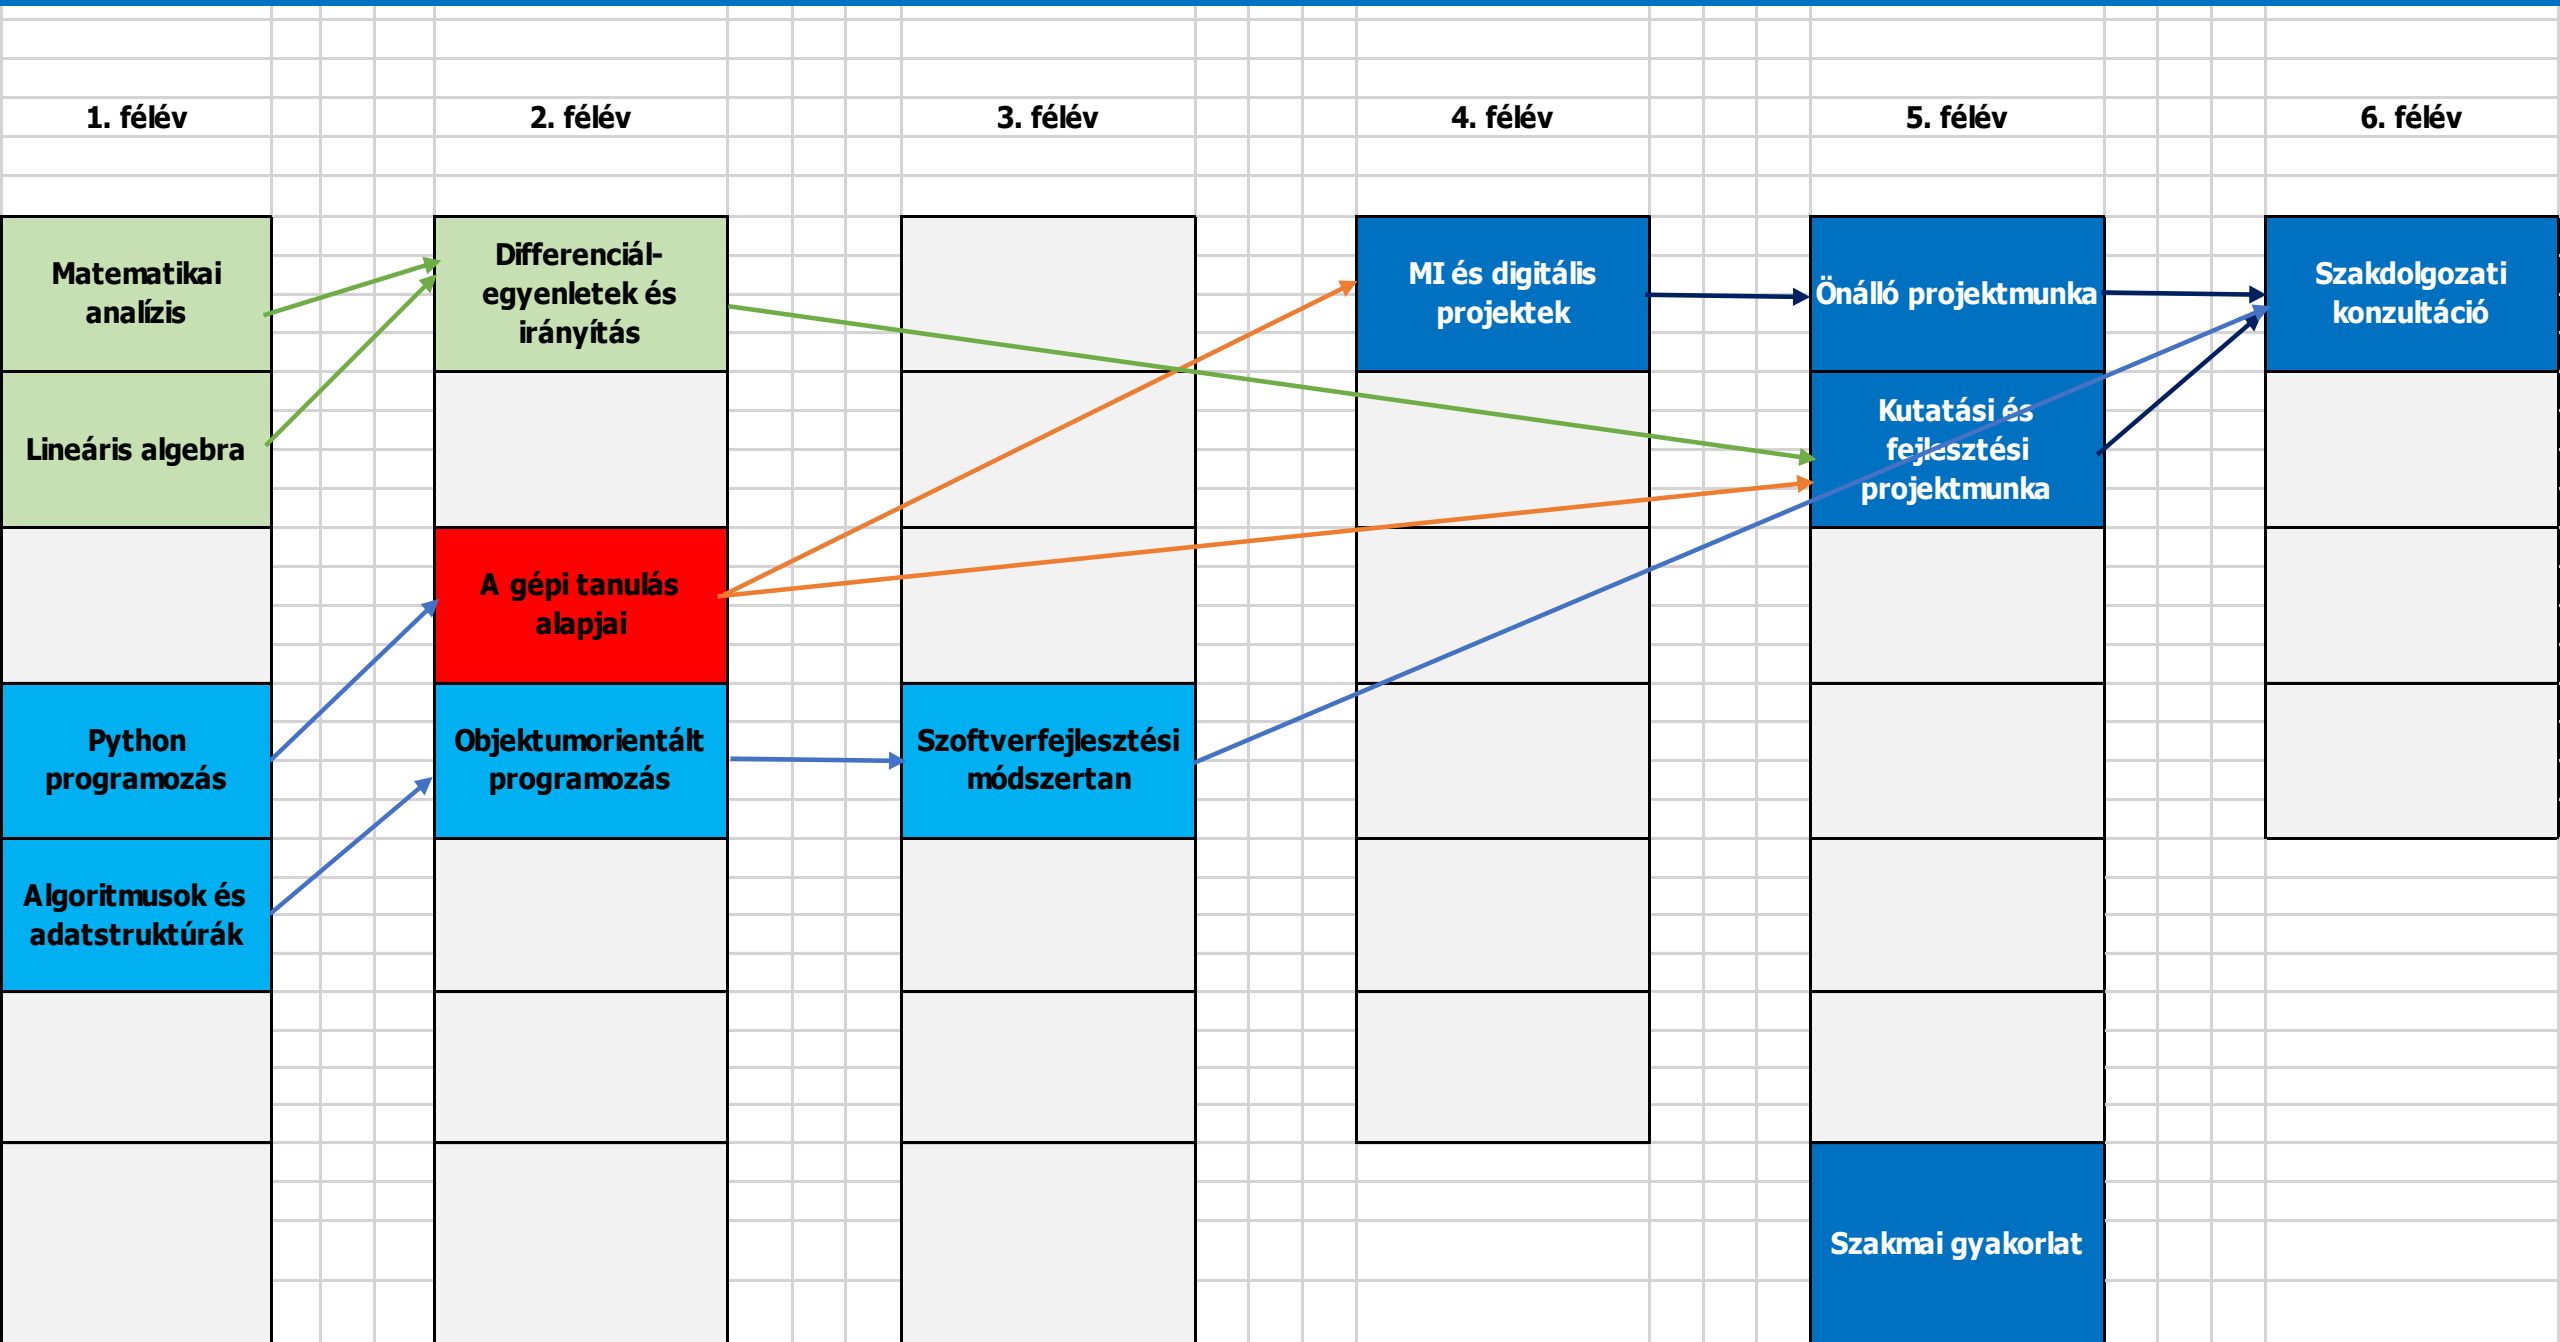 1. félév
2. félév
3. félév
4. félév
5. félév
6. félév
Matematikai
analízis
Differenciál-
egyenletek és
irányítás
MI és digitális
projektek
Önálló projektmunka
Szakdolgozati
konzultáció
Lineáris algebra
Kutatási és
fejlesztési
projektmunka
A gépi tanulás
alapjai
Python
programozás
Objektumorientált
programozás
Szoftverfejlesztési
módszertan
Algoritmusok és
adatstruktúrák
Szakmai gyakorlat